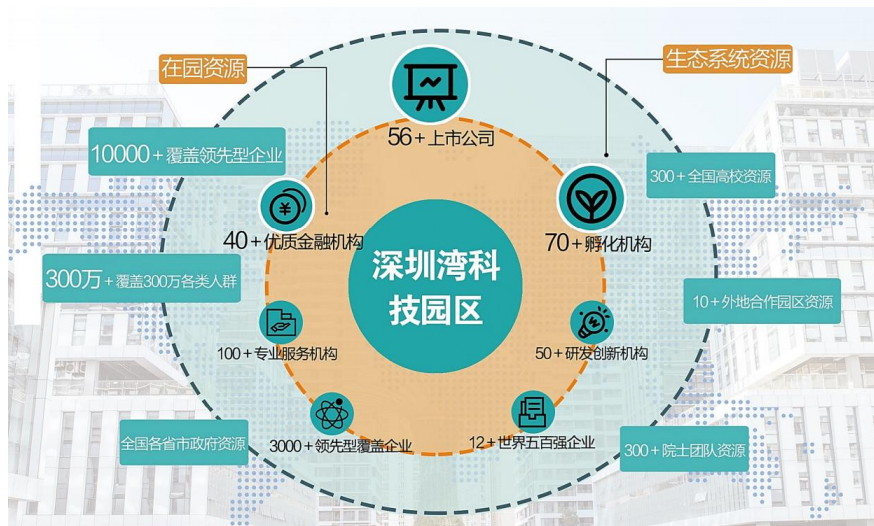 在园资源
生态系统资源
56+上市公司
10000+覆盖领先型企业
300+全国高校资源
40+优质金融机构
70+孵化机构
深圳湾科
技园区
300万+覆盖300万各类人群
10+外地合作园区资源
100+专业服务机构
50+研发创新机构
全国各省市政府资源
3000+领先型覆盖企业
12+世界五百强企业
300+院士团队资源